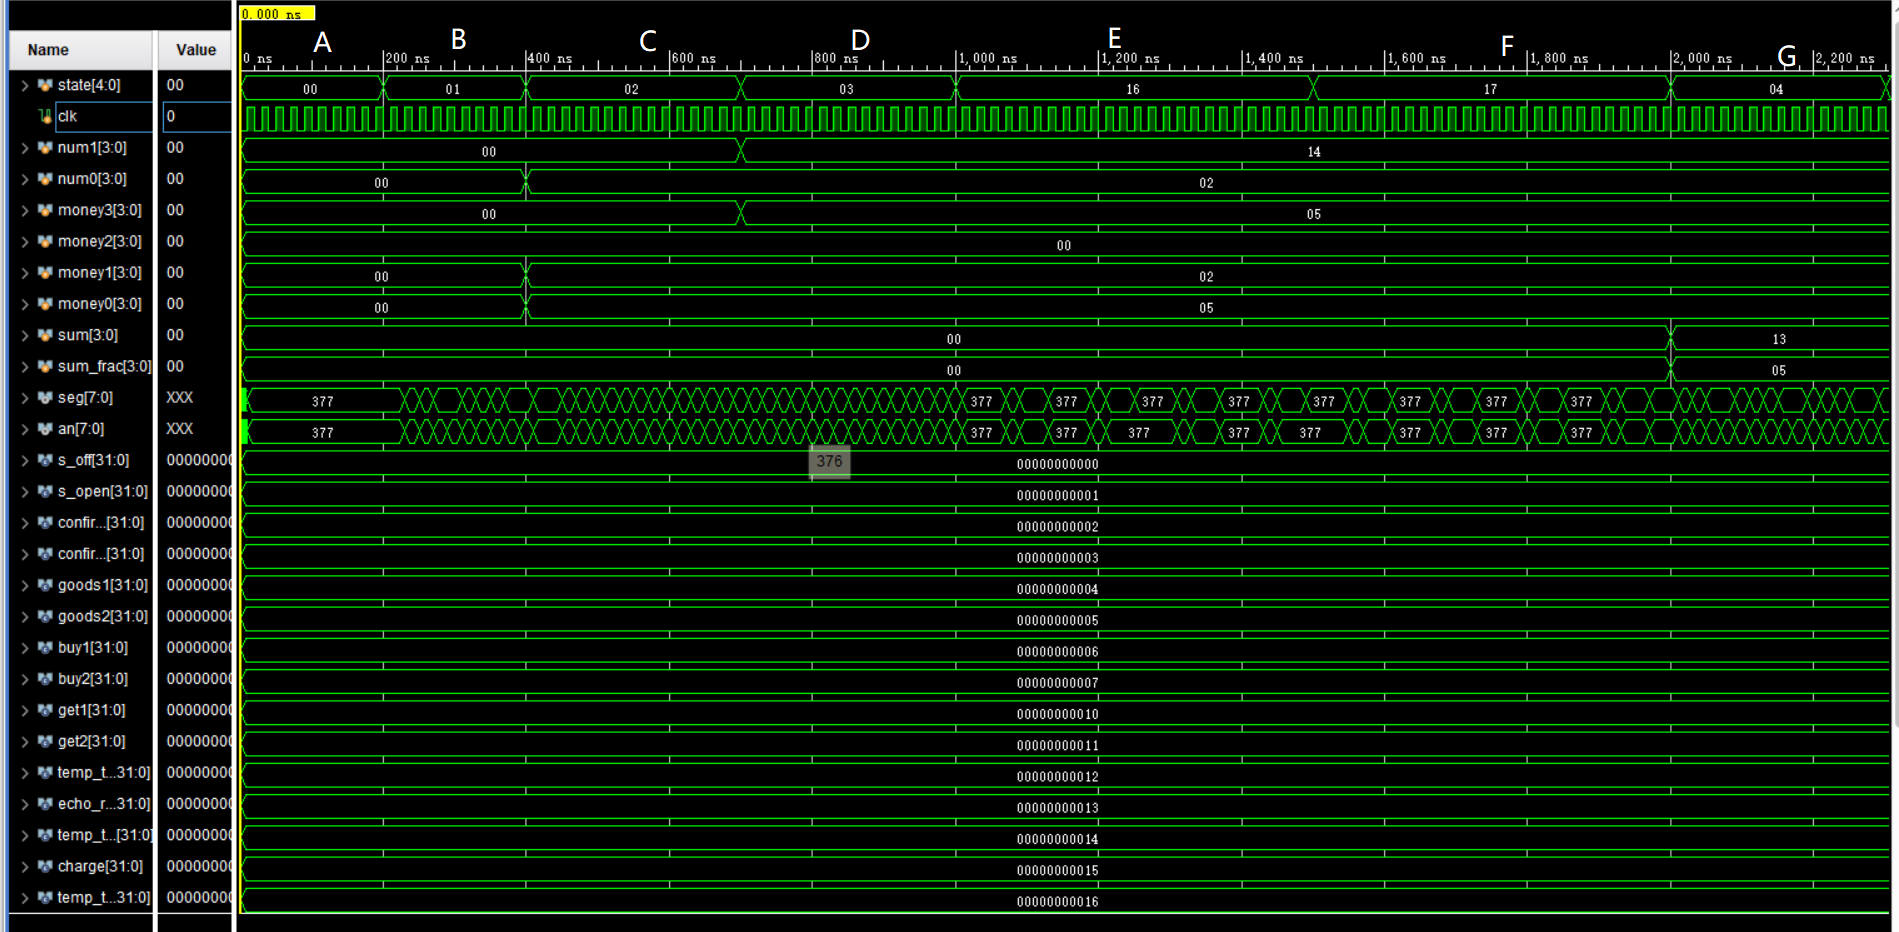 0.000 ns
A B C D E F G
Name Value
0 ns 200 ns 400 ns 600 ns 800 ns 1,000 ns 1,200 ns 1,400 ns 1,600 ns 1,800 ns 2,000 ns 2,200 ns
state[4:0] 00 00 01 02 03 16 17 04
clk 0
num1[3:0] 00 00 14
num0[3:0] 00 00 02
money3[3:0] 00 00 05
money2[3:0] 00 00
money1[3:0] 00 00 02
money0[3:0] 00 00 05
sum[3:0] 00 00 13
sum_frac[3:0] 00 00 05
seg[7:0] XXX 377 377 377 377 377 377 377 377 377
an[7:0] XXX 377 377 377 377 377 377 377 377 377
s_off[31:0] 00000000 376 00000000000
s_open[31:0] 00000000 00000000001
confir...[31:0] 00000000 00000000002
confir...[31:0] 00000000 00000000003
goods1[31:0] 00000000 00000000004
goods2[31:0] 00000000 00000000005
buy1[31:0] 00000000 00000000006
buy2[31:0] 00000000 00000000007
get1[31:0] 00000000 00000000010
get2[31:0] 00000000 00000000011
temp_t...31:0] 00000000 00000000012
echo_r...31:0] 00000000 00000000013
temp_t...[31:0] 00000000 00000000014
charge[31:0] 00000000 00000000015
temp_t...31:0] 00000000 00000000016